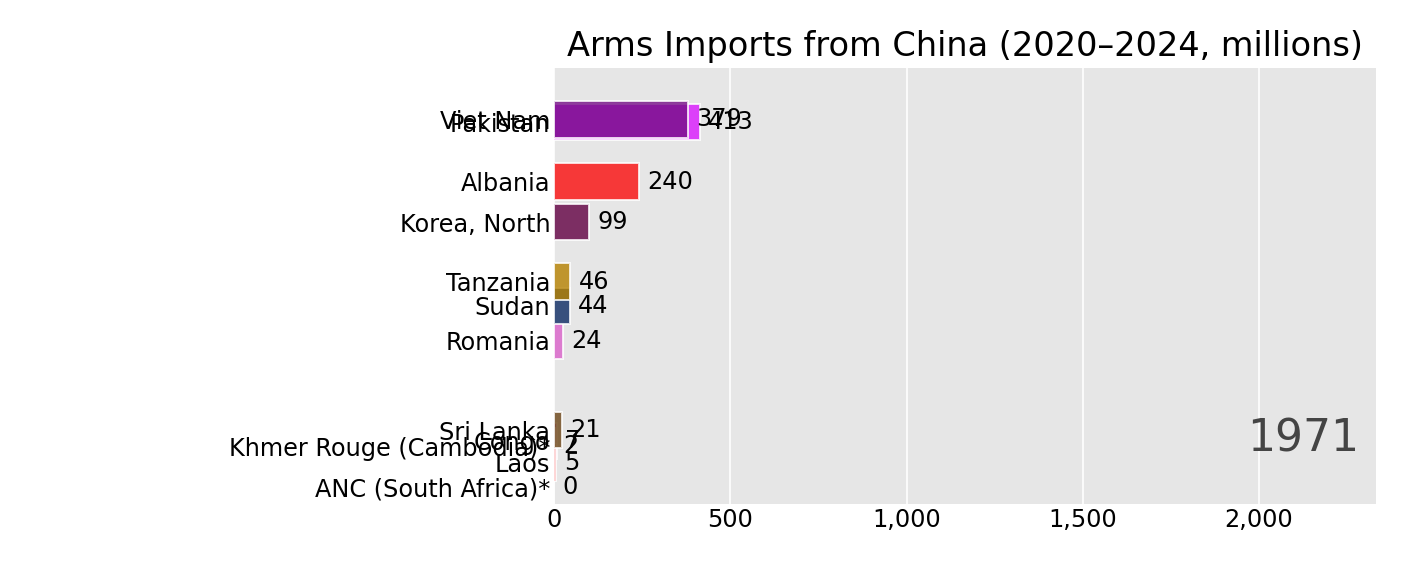 Arms Imports from China (2020–2024, millions)
Viet Nam 379
Pakistan 413
Albania 240
Korea, North 99
Tanzania 46
Sudan 44
Romania 24
Sri Lanka 21
Congo
Khmer Rouge (Cambodia)* 2
Laos 5
ANC (South Africa)* 0
1971
0 500 1,000 1,500 2,000